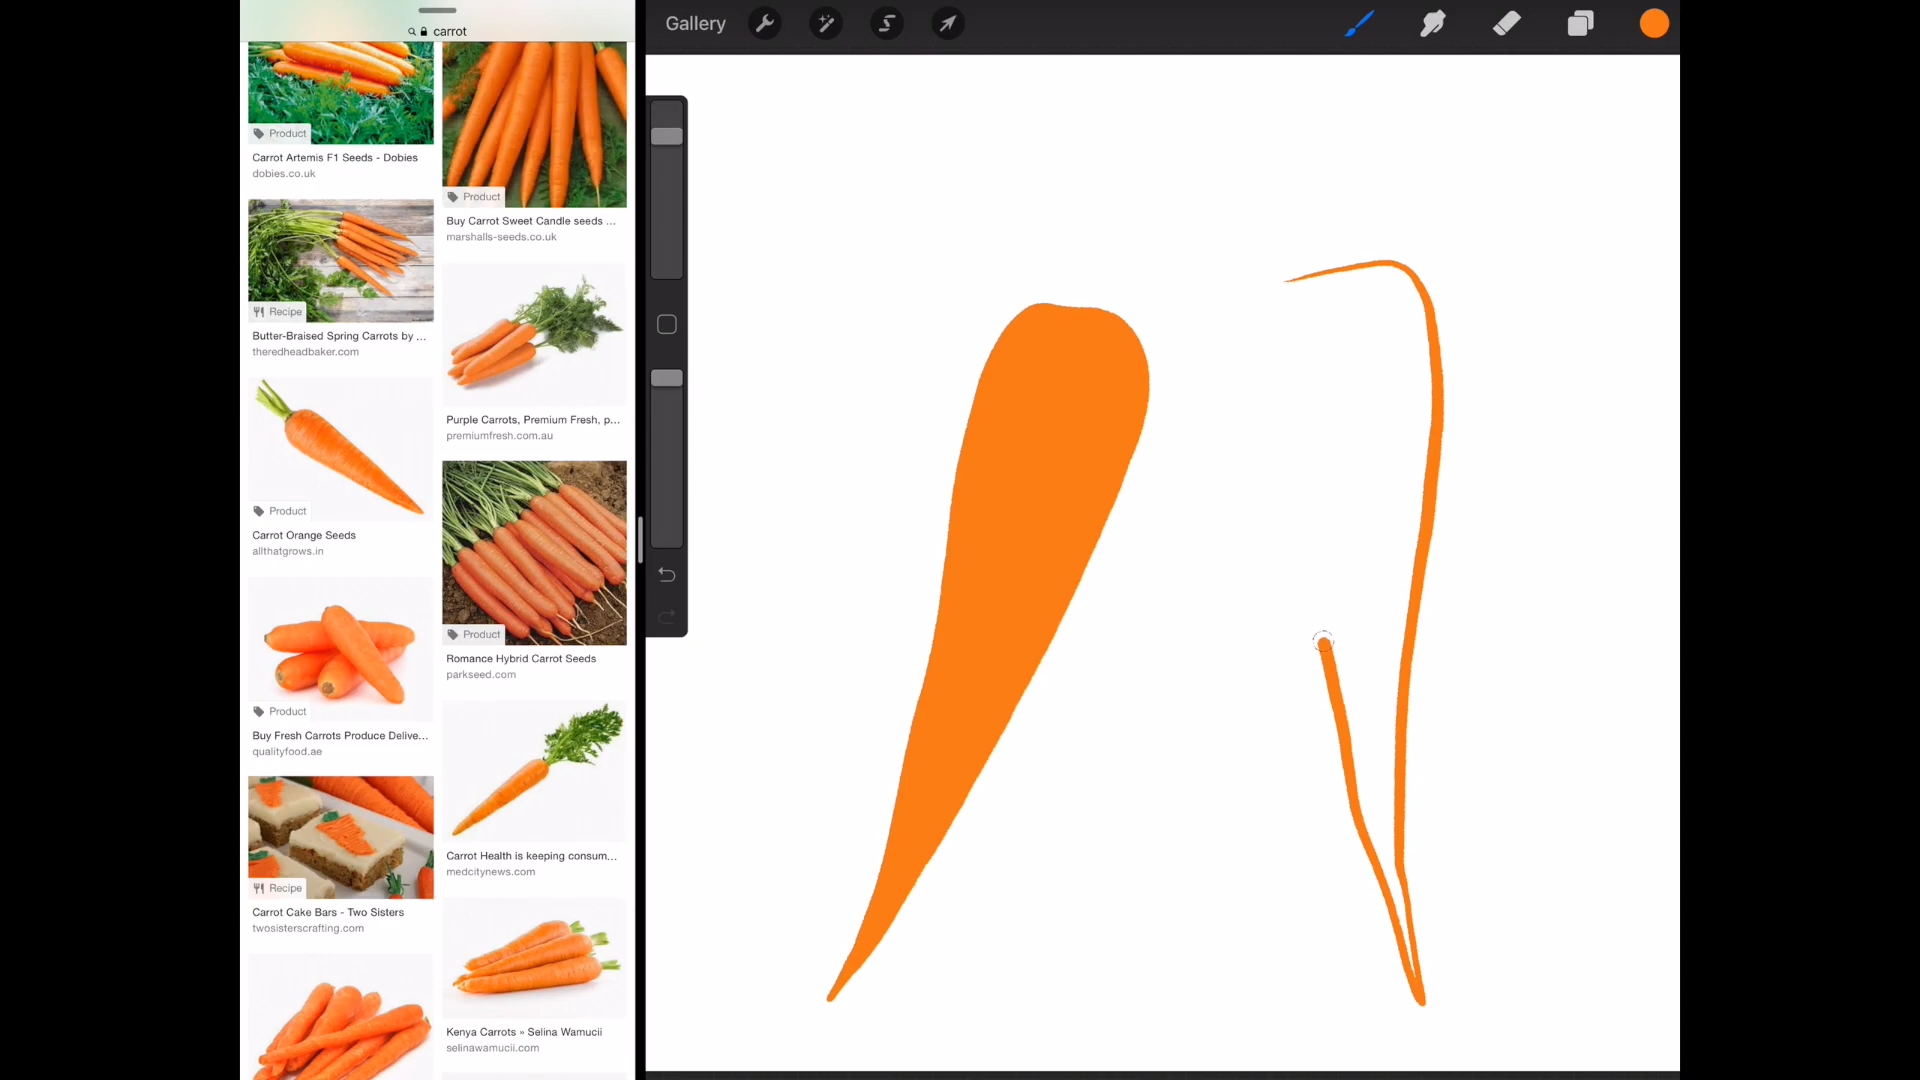 carrot
Gallery
Product
Carrot Artemis F1 Seeds - Dobies
dobies.co.uk
Product
Buy Carrot Sweet Candle seeds ...
marshalls-seeds.co.uk
Recipe
Butter-Braised Spring Carrots by ...
theredheadbaker.com
Purple Carrots, Premium Fresh, p...
premiumfresh.com.au
Product
Carrot Orange Seeds
allthatgrows.in
Product
Romance Hybrid Carrot Seeds
parkseed.com
Product
Buy Fresh Carrots Produce Delive...
qualityfood.ae
Carrot Health is keeping consum...
medcitynews.com
Recipe
Carrot Cake Bars - Two Sisters
twosisterscrafting.com
Kenya Carrots » Selina Wamucii
selinawamucii.com